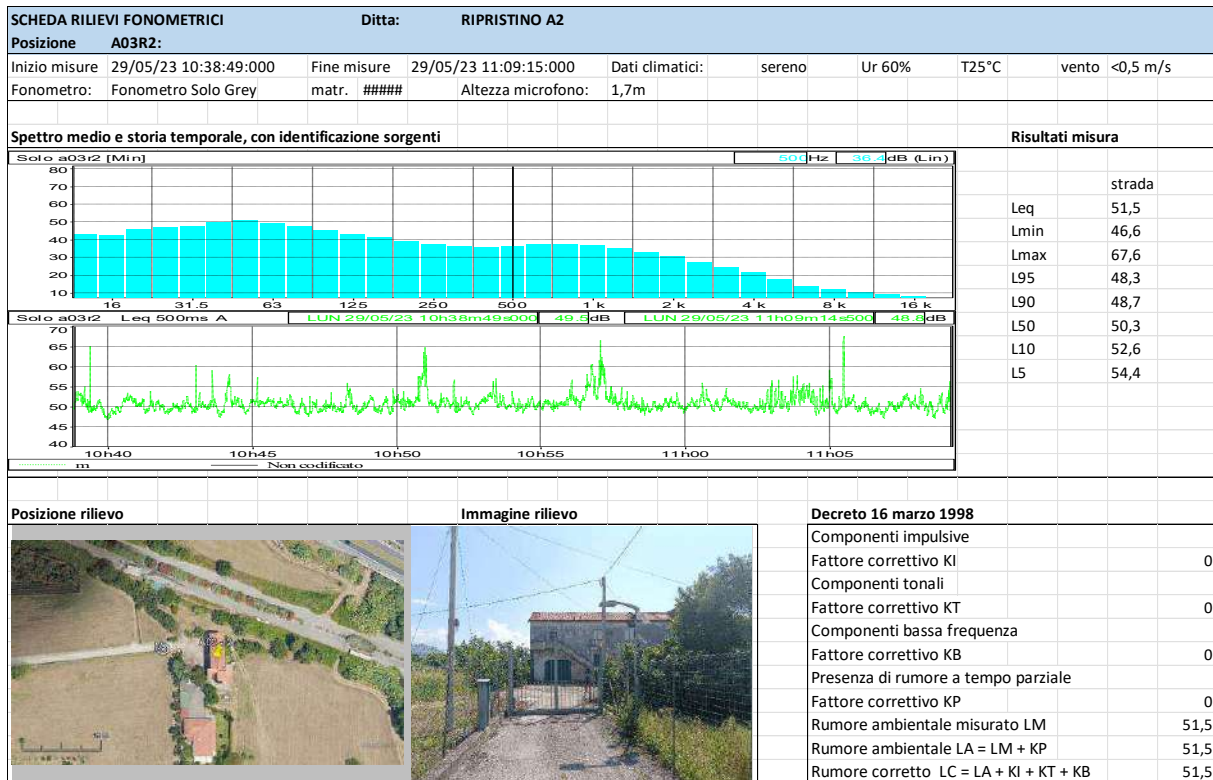 SCHEDA RILIEVI FONOMETRICI Ditta: RIPRISTINO A2
Posizione A03R2:
Inizio misure 29/05/23 10:38:49:000 Fine misure 29/05/23 11:09:15:000 Dati climatici: sereno Ur 60% T25°C vento <0,5 m/s
Fonometro: Fonometro Solo Grey matr. ##### Altezza microfono: 1,7m
Spettro medio e storia temporale, con identificazione sorgenti Risultati misura
Solo a03r2 [Min] 500Hz 36.4dB (Lin)
80
70
60
50
40
30
20
10
16 31.5 63 125 250 500 1 k 2 k 4 k 8 k 16 k
strada
Leq 51,5
Lmin 46,6
Lmax 67,6
L95 48,3
L90 48,7
L50 50,3
L10 52,6
L5 54,4
Solo a03r2 Leq 500ms A LUN 29/05/23 10h38m49s000 49.5dB LUN 29/05/23 11h09m14s500 48.8dB
70
65
60
55
50
45
40
10h40 10h45 10h50 10h55 11h00 11h05
m Non codificato
Posizione rilievo Immagine rilievo Decreto 16 marzo 1998
Componenti impulsive
Fattore correttivo KI 0
Componenti tonali
Fattore correttivo KT 0
Componenti bassa frequenza
Fattore correttivo KB 0
Presenza di rumore a tempo parziale
Fattore correttivo KP 0
Rumore ambientale misurato LM 51,5
Rumore ambientale LA = LM + KP 51,5
Rumore corretto LC = LA + KI + KT + KB 51,5